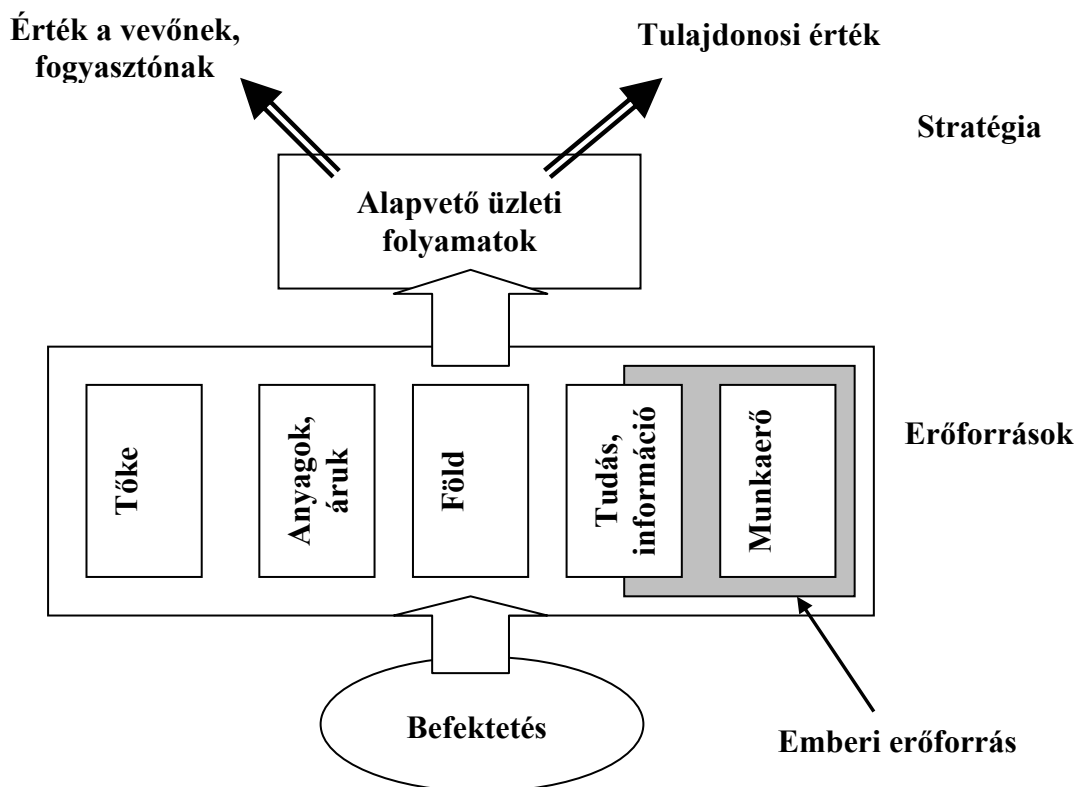 Érték a vevőnek,
fogyasztónak
Tulajdonosi érték
Stratégia
Alapvető üzleti
folyamatok
Tőke
Anyagok,
áruk
Föld
Tudás,
információ
Munkaerő
Erőforrások
Befektetés
Emberi erőforrás